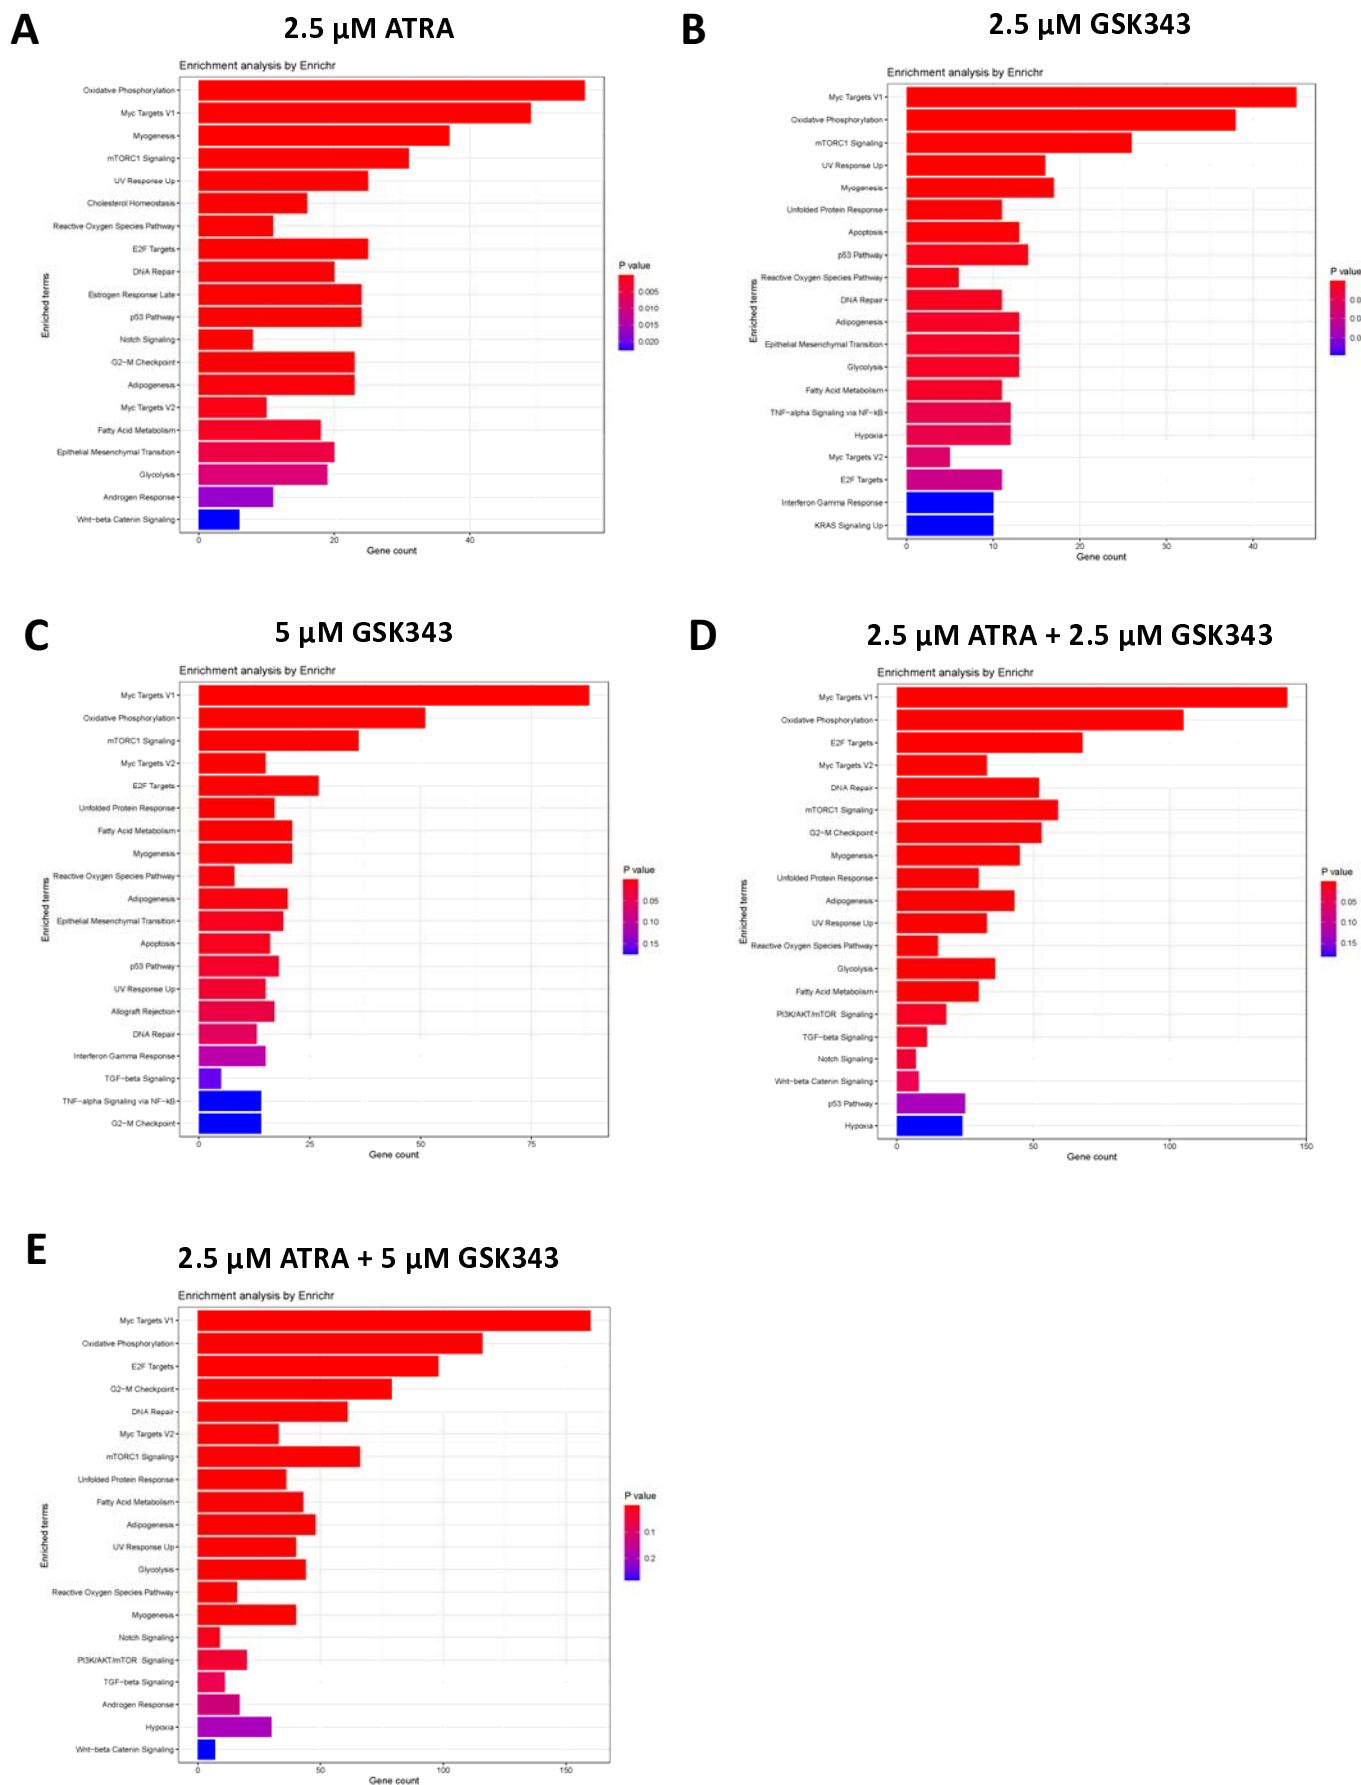 A
2.5 µM ATRA
Enrichment analysis by Enrichr
Enriched terms
Oxidative Phosphorylation
Myc Targets V1
Myogenesis
mTORC1 Signaling
UV Response Up
Cholesterol Homeostasis
Reactive Oxygen Species Pathway
E2F Targets
DNA Repair
Estrogen Response Late
p53 Pathway
Notch Signaling
G2−M Checkpoint
Adipogenesis
Myc Targets V2
Fatty Acid Metabolism
Epithelial Mesenchymal Transition
Glycolysis
Androgen Response
Wnt−beta Catenin Signaling
0 20 40
Gene count
P value
0.005
0.010
0.015
0.020
B
2.5 µM GSK343
Enrichment analysis by Enrichr
Enriched terms
Myc Targets V1
Oxidative Phosphorylation
mTORC1 Signaling
UV Response Up
Myogenesis
Unfolded Protein Response
Apoptosis
p53 Pathway
Reactive Oxygen Species Pathway
DNA Repair
Adipogenesis
Epithelial Mesenchymal Transition
Glycolysis
Fatty Acid Metabolism
TNF−alpha Signaling via NF−kB
Hypoxia
Myc Targets V2
E2F Targets
Interferon Gamma Response
KRAS Signaling Up
0 10 20 30 40
Gene count
P value
0.0
0.0
0.0
C
5 µM GSK343
Enrichment analysis by Enrichr
Enriched terms
Myc Targets V1
Oxidative Phosphorylation
mTORC1 Signaling
Myc Targets V2
E2F Targets
Unfolded Protein Response
Fatty Acid Metabolism
Myogenesis
Reactive Oxygen Species Pathway
Adipogenesis
Epithelial Mesenchymal Transition
Apoptosis
p53 Pathway
UV Response Up
Allograft Rejection
DNA Repair
Interferon Gamma Response
TGF−beta Signaling
TNF−alpha Signaling via NF−kB
G2−M Checkpoint
0 25 50 75
Gene count
P value
0.05
0.10
0.15
D
2.5 µM ATRA + 2.5 µM GSK343
Enrichment analysis by Enrichr
Enriched terms
Myc Targets V1
Oxidative Phosphorylation
E2F Targets
Myc Targets V2
DNA Repair
mTORC1 Signaling
G2−M Checkpoint
Myogenesis
Unfolded Protein Response
Adipogenesis
UV Response Up
Reactive Oxygen Species Pathway
Glycolysis
Fatty Acid Metabolism
PI3K/AKT/mTOR Signaling
TGF−beta Signaling
Notch Signaling
Wnt−beta Catenin Signaling
p53 Pathway
Hypoxia
0 50 100 150
Gene count
P value
0.05
0.10
0.15
E
2.5 µM ATRA + 5 µM GSK343
Enrichment analysis by Enrichr
Enriched terms
Myc Targets V1
Oxidative Phosphorylation
E2F Targets
G2−M Checkpoint
DNA Repair
Myc Targets V2
mTORC1 Signaling
Unfolded Protein Response
Fatty Acid Metabolism
Adipogenesis
UV Response Up
Glycolysis
Reactive Oxygen Species Pathway
Myogenesis
Notch Signaling
PI3K/AKT/mTOR Signaling
TGF−beta Signaling
Androgen Response
Hypoxia
Wnt−beta Catenin Signaling
0 50 100 150
Gene count
P value
0.1
0.2